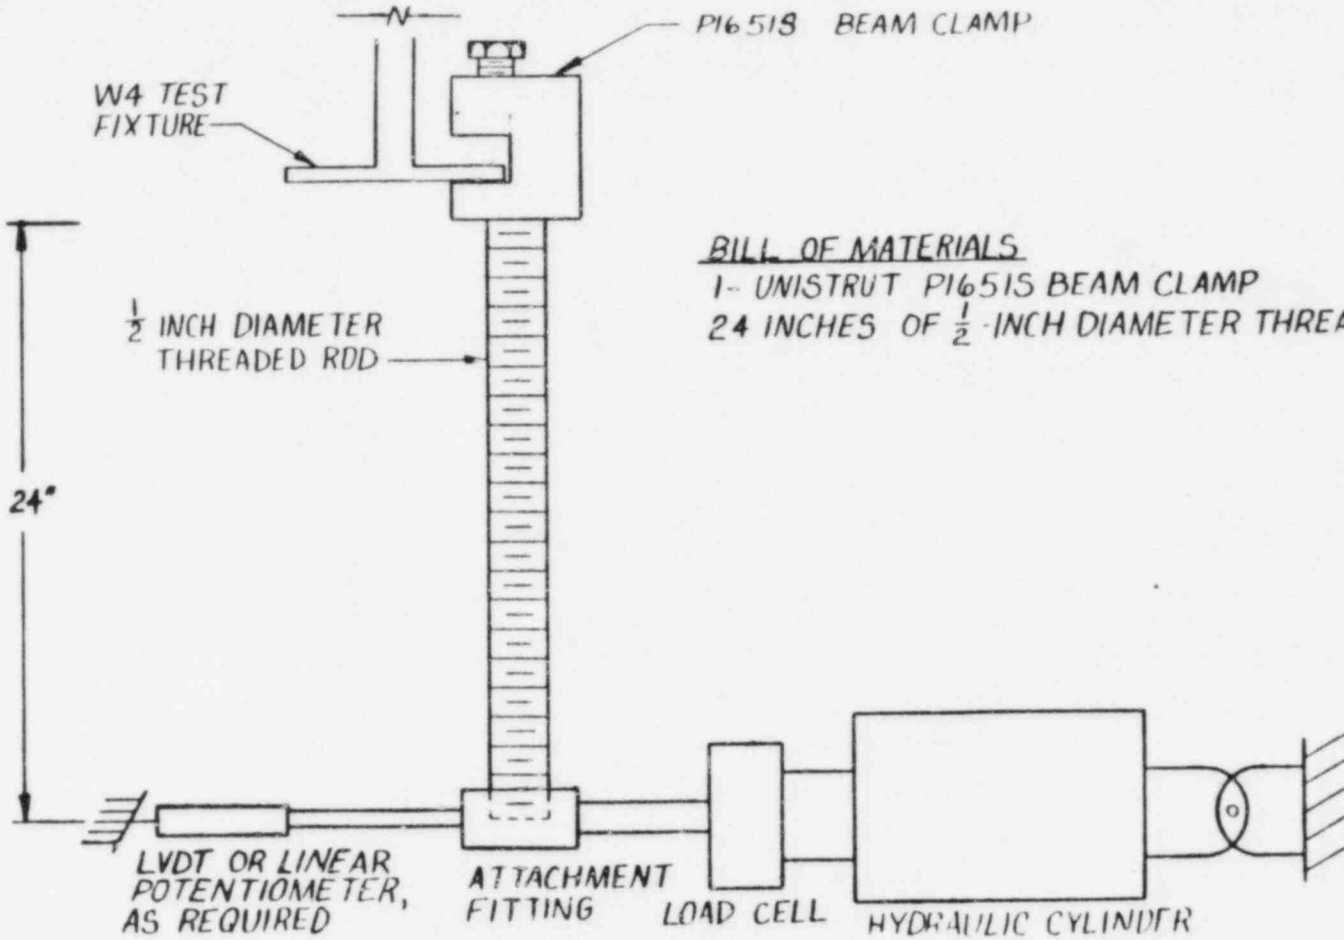 N
P1651S BEAM CLAMP
W4 TEST
FIXTURE
BILL OF MATERIALS
1- UNISTRUT P1651S BEAM CLAMP
24 INCHES OF 1/2-INCH DIAMETER THREA
1/2 INCH DIAMETER
THREADED ROD
24"
LVDT OR LINEAR
POTENTIOMETER,
AS REQUIRED
ATTACHMENT
FITTING
LOAD CELL
HYDRAULIC CYLINDER